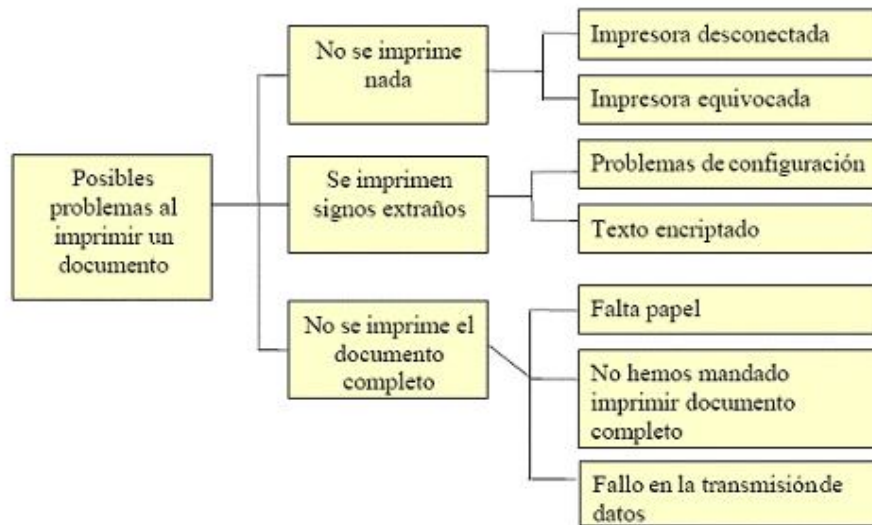 Posibles
problemas al
imprimir un
documento
No se imprime
nada
Impresora desconectada
Impresora equivocada
Se imprimen
signos extraños
Problemas de configuración
Texto encriptado
No se imprime el
documento
completo
Falta papel
No hemos mandado
imprimir documento
completo
Fallo en la transmisión de
datos